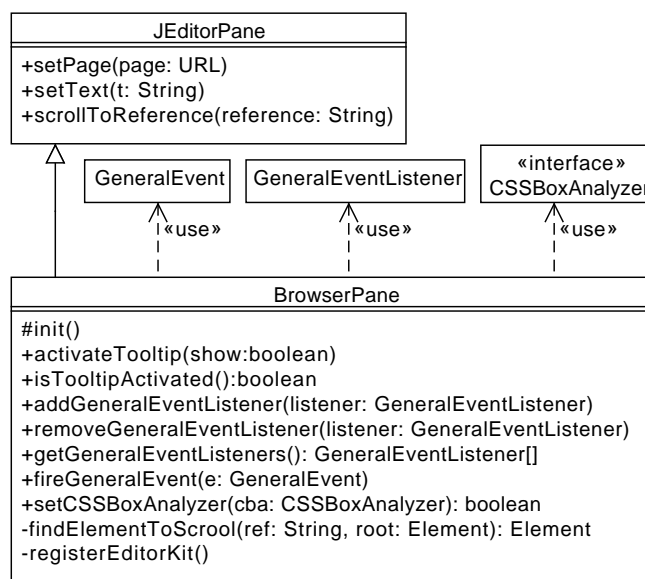 JEditorPane
+setPage(page: URL)
+setText(t: String)
+scrollToReference(reference: String)
GeneralEvent
GeneralEventListener
«interface»
CSSBoxAnalyzer
«use»
«use»
«use»
BrowserPane
#init()
+activateTooltip(show:boolean)
+isTooltipActivated():boolean
+addGeneralEventListener(listener: GeneralEventListener)
+removeGeneralEventListener(listener: GeneralEventListener)
+getGeneralEventListeners(): GeneralEventListener[]
+fireGeneralEvent(e: GeneralEvent)
+setCSSBoxAnalyzer(cba: CSSBoxAnalyzer): boolean
-findElementToScrool(ref: String, root: Element): Element
-registerEditorKit()